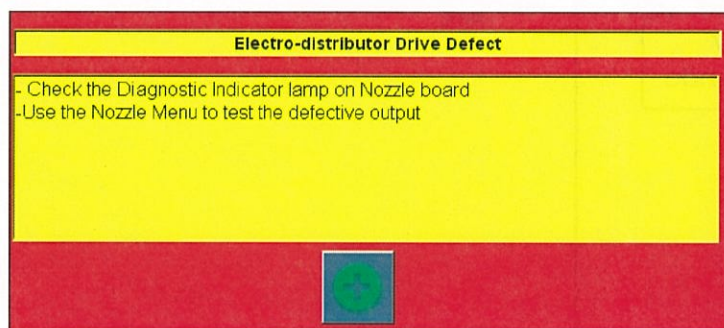 Electro-distributor Drive Defect
- Check the Diagnostic Indicator lamp on Nozzle board
-Use the Nozzle Menu to test the defective output